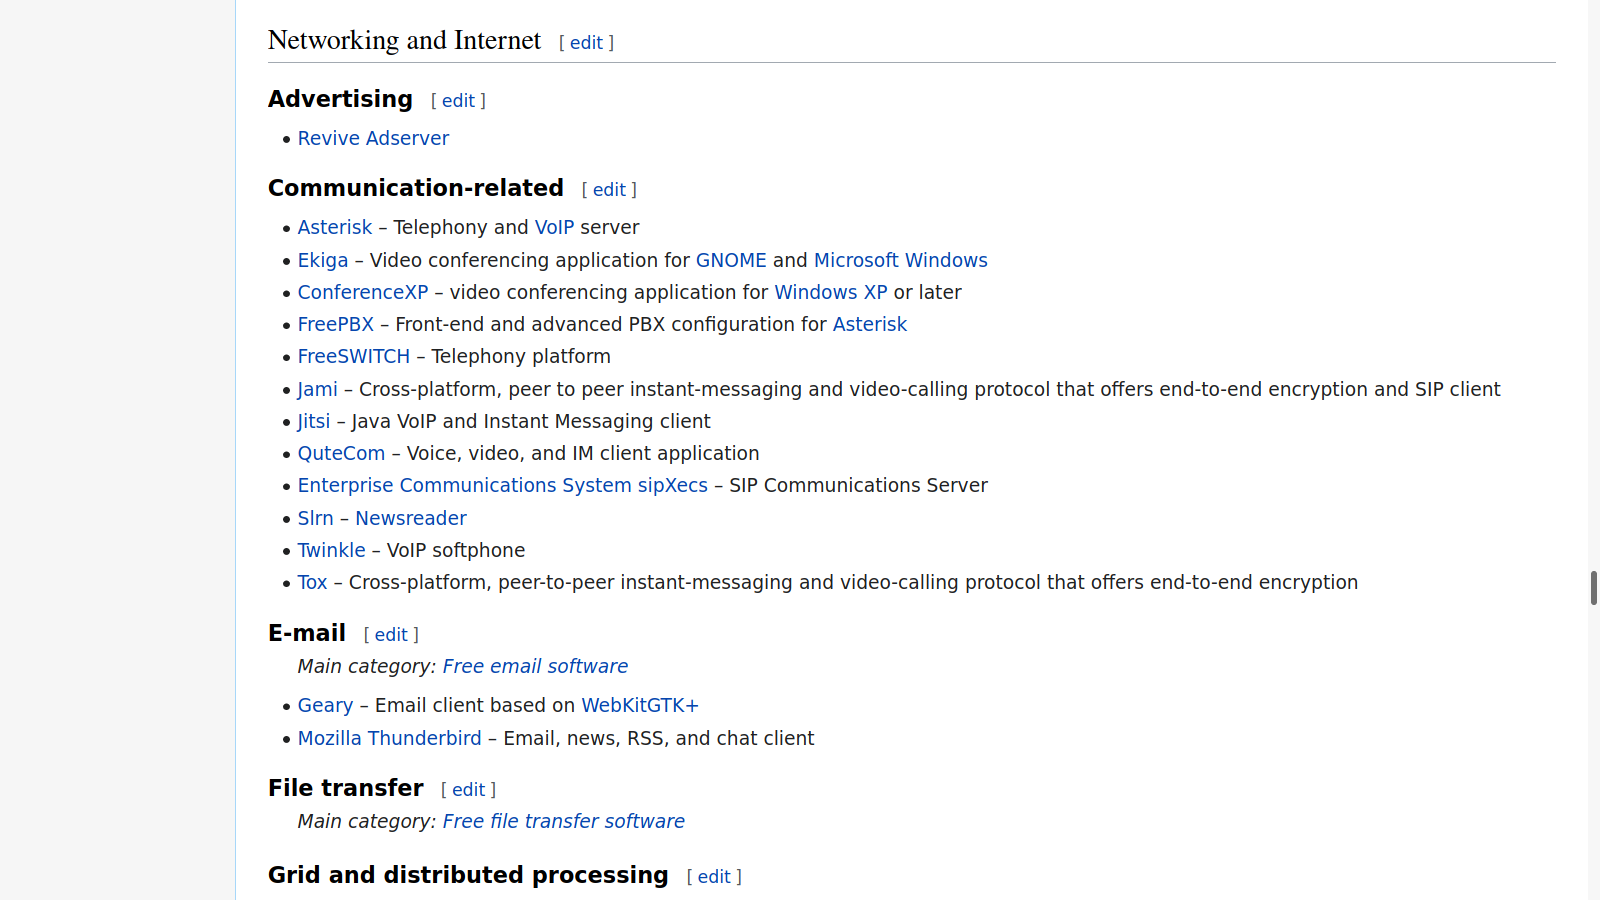 Networking and Internet [ edit ]
Advertising [ edit ]
• Revive Adserver
Communication-related [ edit ]
• Asterisk – Telephony and VoIP server
• Ekiga – Video conferencing application for GNOME and Microsoft Windows
• ConferenceXP – video conferencing application for Windows XP or later
• FreePBX – Front-end and advanced PBX configuration for Asterisk
• FreeSWITCH – Telephony platform
• Jami – Cross-platform, peer to peer instant-messaging and video-calling protocol that offers end-to-end encryption and SIP client
• Jitsi – Java VoIP and Instant Messaging client
• QuteCom – Voice, video, and IM client application
• Enterprise Communications System sipXecs – SIP Communications Server
• Slrn – Newsreader
• Twinkle – VoIP softphone
• Tox – Cross-platform, peer-to-peer instant-messaging and video-calling protocol that offers end-to-end encryption
E-mail [ edit ]
Main category: Free email software
• Geary – Email client based on WebKitGTK+
• Mozilla Thunderbird – Email, news, RSS, and chat client
File transfer [ edit ]
Main category: Free file transfer software
Grid and distributed processing [ edit ]